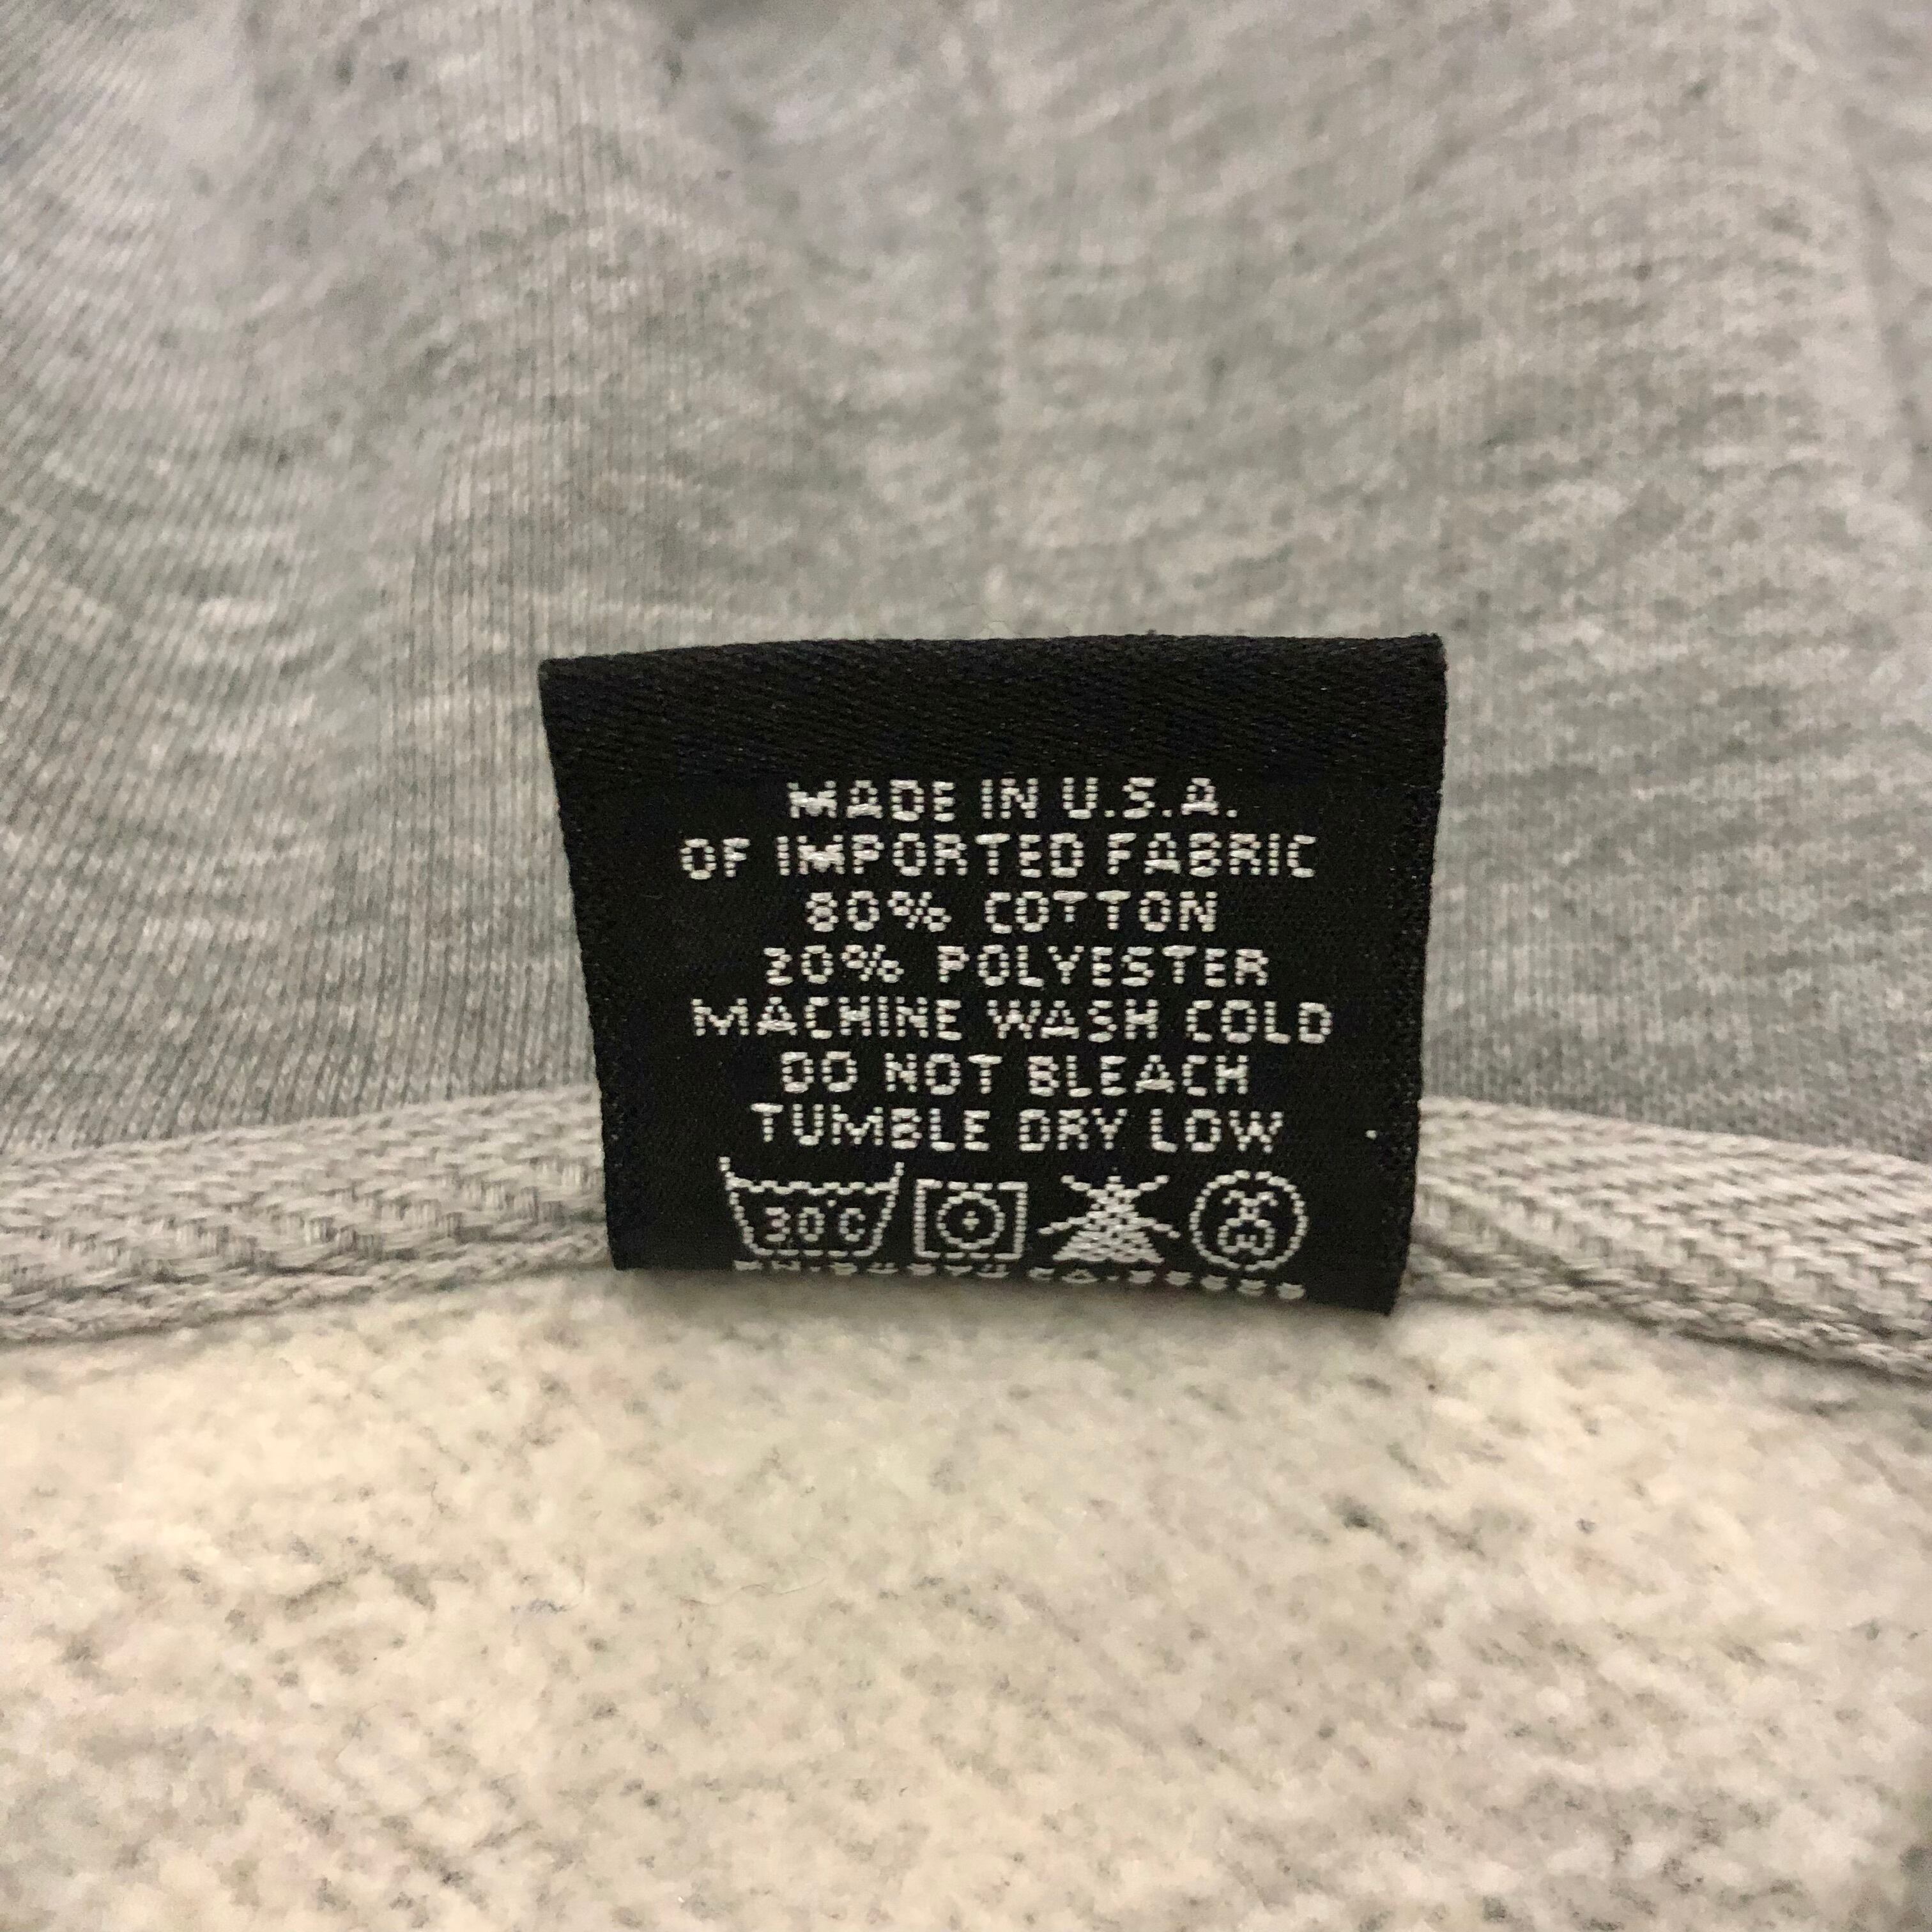 MADE IN U.S.A.
OF IMPORTED FABRIC
80% COTTON
20% POLYESTER
MACHINE WASH COLD
DO NOT BLEACH
TUMBLE DRY LOW
30°C